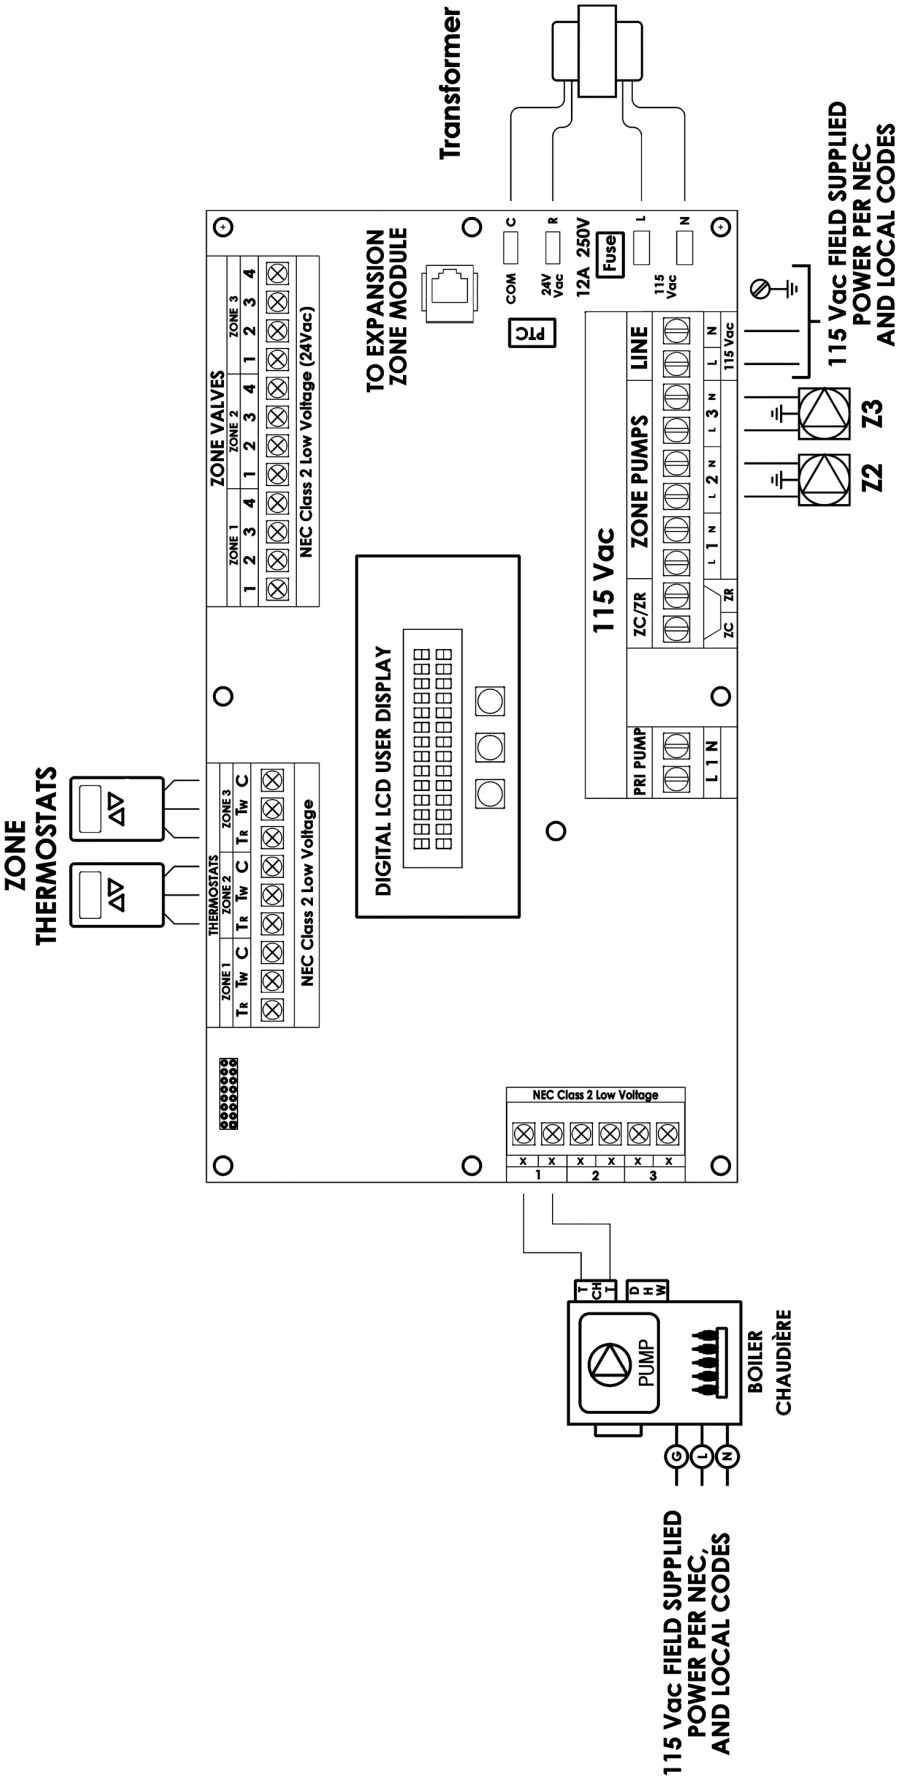 ZONE
THERMOSTATS
THERMOSTATS
ZONE 1
ZONE 2
ZONE 3
TR TW C TR TW C TR TW C
NEC Class 2 Low Voltage
ZONE VALVES
ZONE 1
ZONE 2
ZONE 3
1 2 3 4 1 2 3 4 1 2 3 4
NEC Class 2 Low Voltage (24Vac)
TO EXPANSION
ZONE MODULE
Transformer
C
COM
R
24V
Vac
12A 250V
Fuse
L
N
115
Vac
PTC
DIGITAL LCD USER DISPLAY
NEC Class 2 Low Voltage
X X X X X X
1 2 3
115 Vac
PRI PUMP
L 1 N
ZC/ZR
ZC ZR
ZONE PUMPS
L 1 N L 2 N L 3 N
LINE
L N
115 Vac
Z2
Z3
115 Vac FIELD SUPPLIED
POWER PER NEC
AND LOCAL CODES
T
CH
T
D
H
W
PUMP
BOILER
CHAUDIÈRE
G
L
N
115 Vac FIELD SUPPLIED
POWER PER NEC,
AND LOCAL CODES